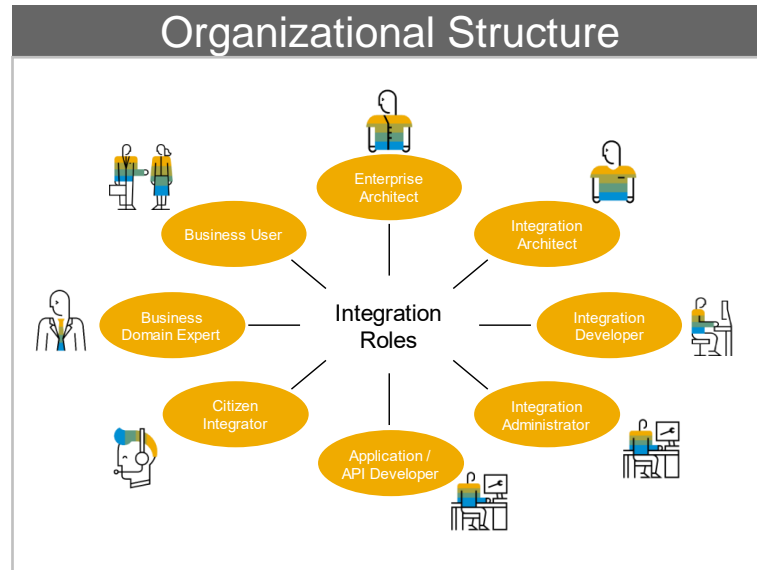 Organizational Structure
Enterprise
Architect
Business User
Integration
Architect
Business
Domain Expert
Integration
Roles
Integration
Developer
Citizen
Integrator
Integration
Administrator
Application /
API Developer